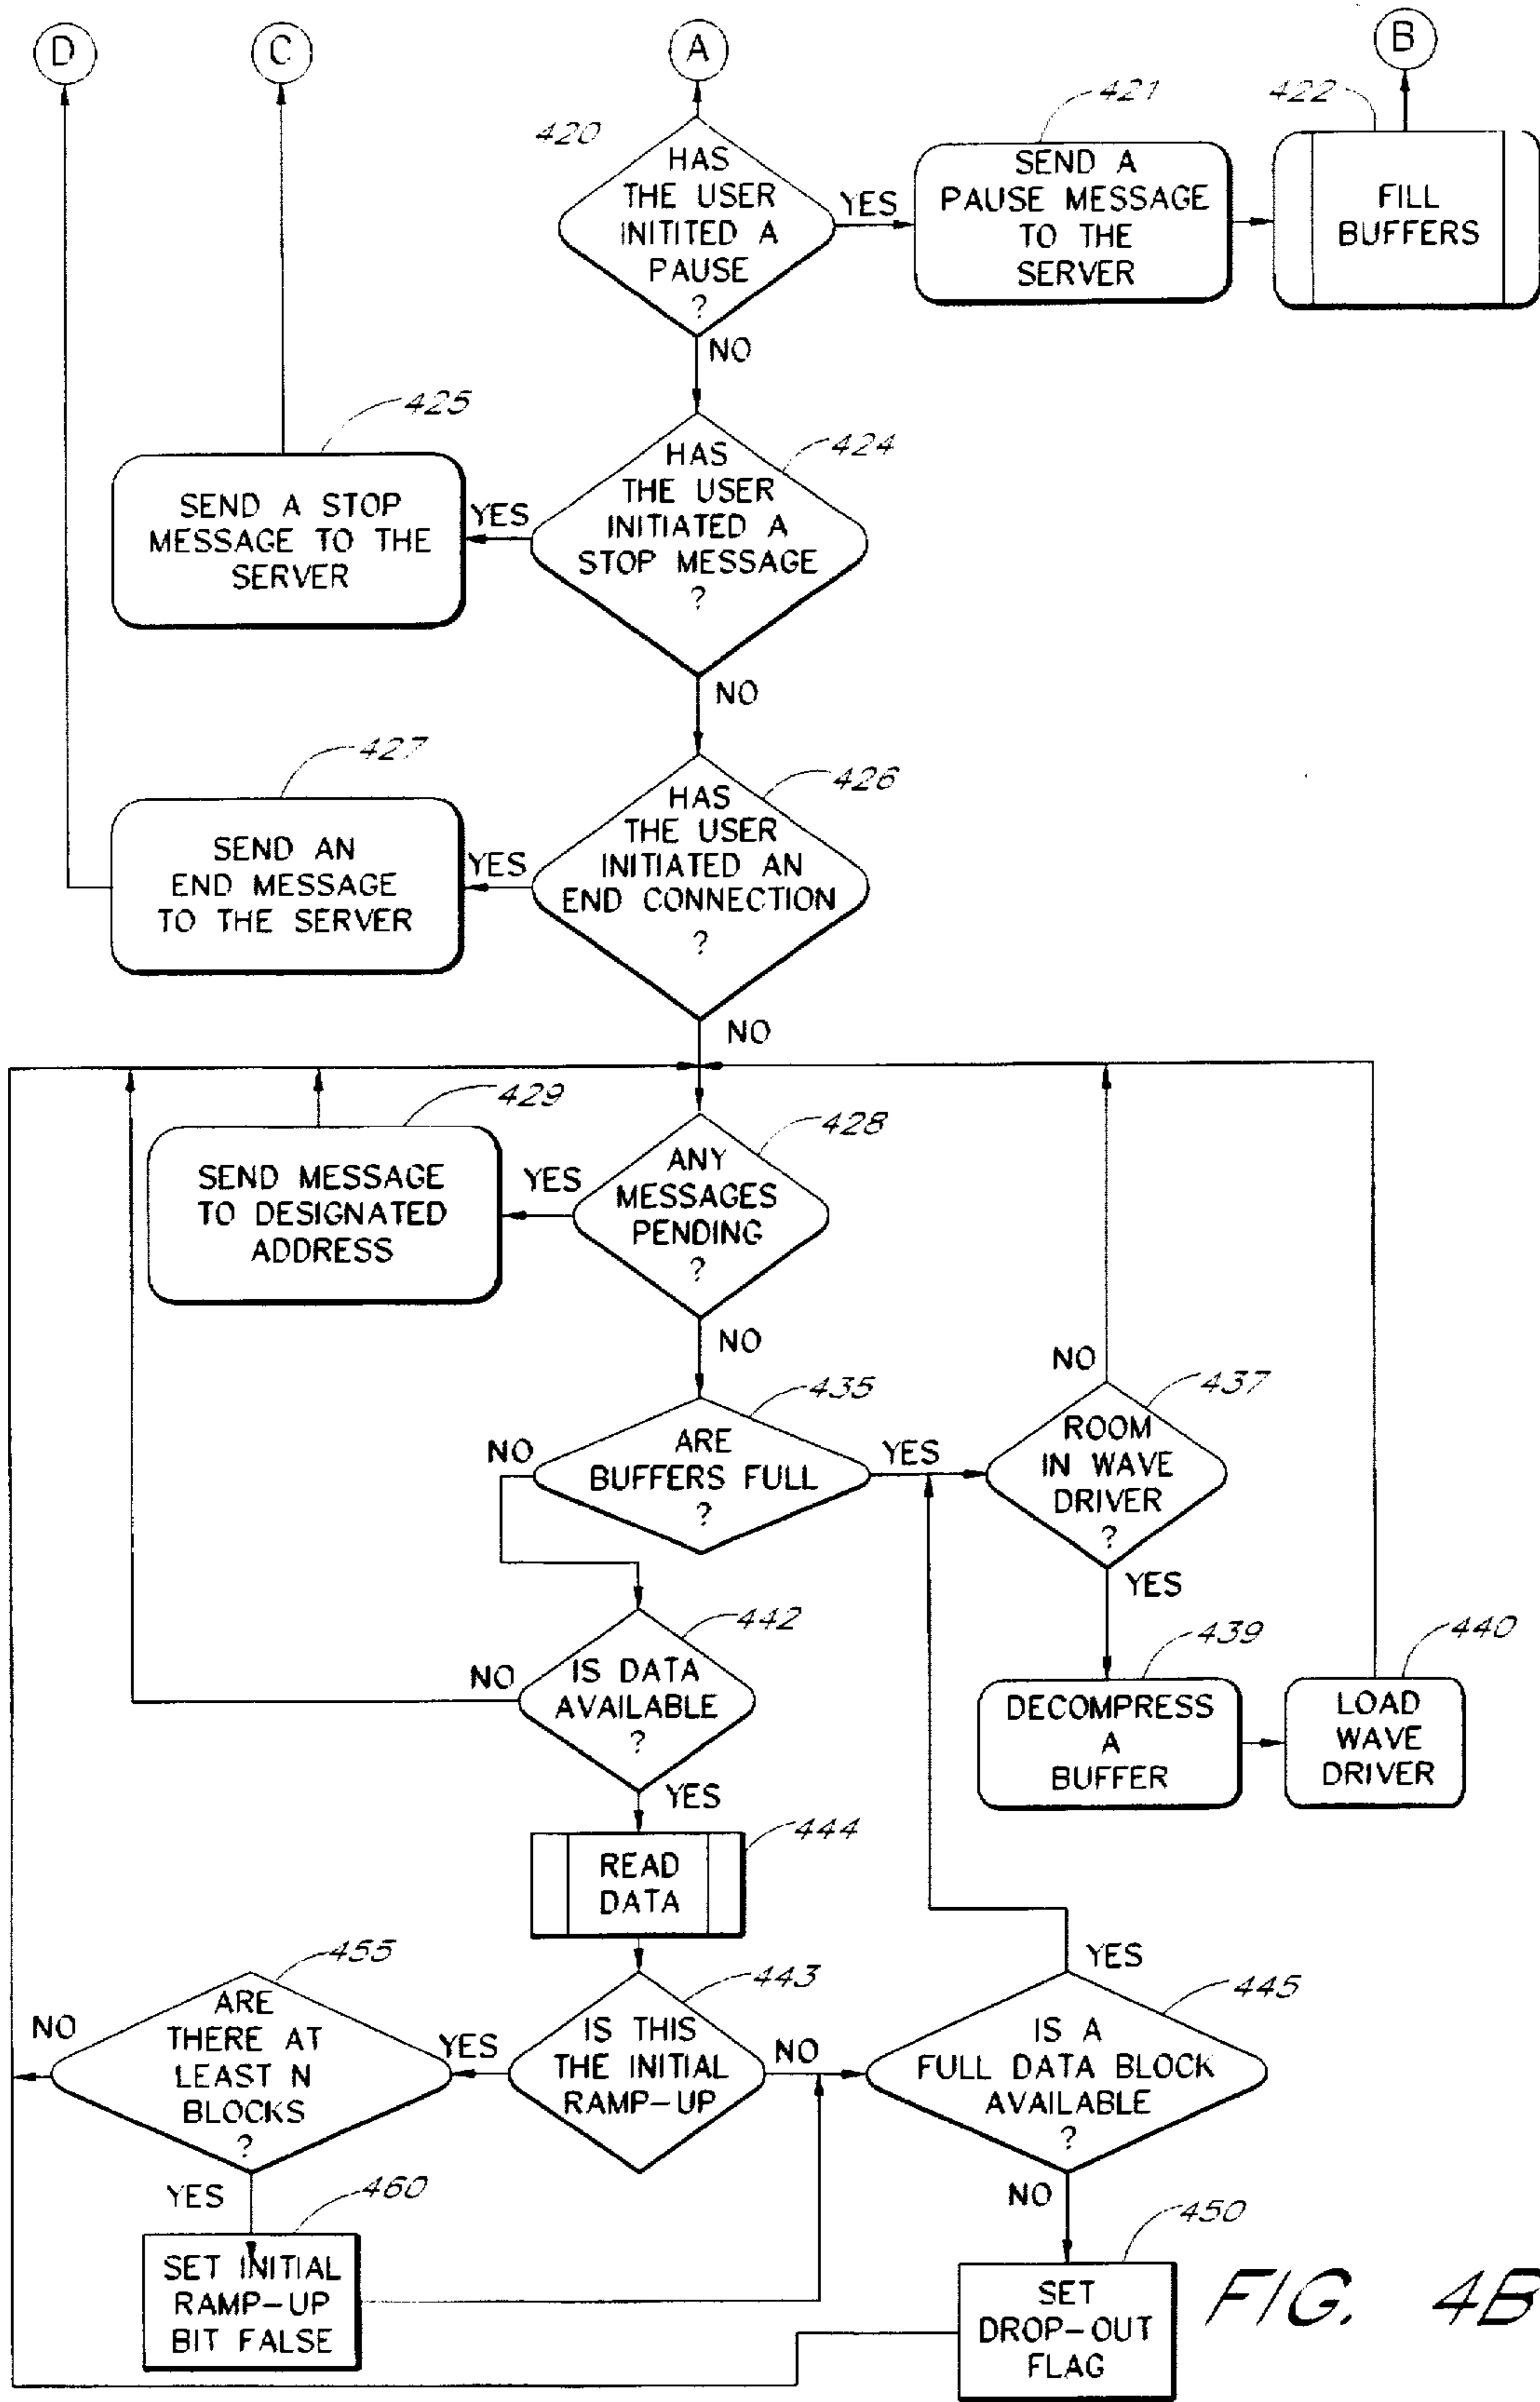 D
C
A
B
420
HAS
THE USER
INITITED A
PAUSE
?
YES
NO
421
SEND A
PAUSE MESSAGE
TO THE
SERVER
422
FILL
BUFFERS
425
SEND A STOP
MESSAGE TO THE
SERVER
YES
424
HAS
THE USER
INITIATED A
STOP MESSAGE
?
NO
427
SEND AN
END MESSAGE
TO THE SERVER
YES
426
HAS
THE USER
INITIATED AN
END CONNECTION
?
NO
429
SEND MESSAGE
TO DESIGNATED
ADDRESS
YES
428
ANY
MESSAGES
PENDING
?
NO
435
ARE
BUFFERS FULL
?
NO
YES
NO
437
ROOM
IN WAVE
DRIVER
?
YES
442
IS DATA
AVAILABLE
?
NO
YES
439
DECOMPRESS
A
BUFFER
440
LOAD
WAVE
DRIVER
444
READ
DATA
455
ARE
THERE AT
LEAST N
BLOCKS
?
NO
YES
443
IS THIS
THE INITIAL
RAMP-UP
YES
NO
445
IS A
FULL DATA BLOCK
AVAILABLE
?
YES
NO
460
SET INITIAL
RAMP-UP
BIT FALSE
450
SET
DROP-OUT
FLAG
FIG. 4B